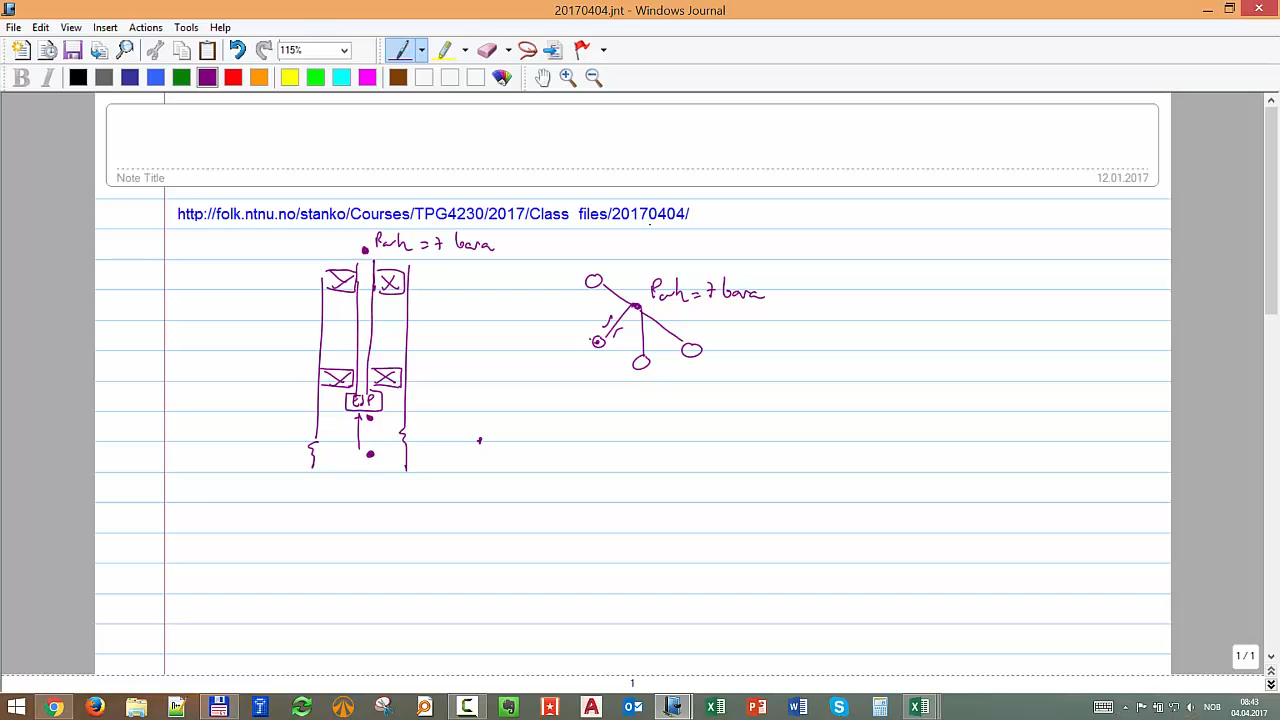 20170404.jnt - Windows Journal
File Edit View Insert Actions Tools Help
115%
B I
Note Title
12.01.2017
http://folk.ntnu.no/stanko/Courses/TPG4230/2017/Class files/20170404/
Pwh = 7 bara
Pwh = 7 bara
ESP
1 / 1
1
08:43
NOB
04.04.2017